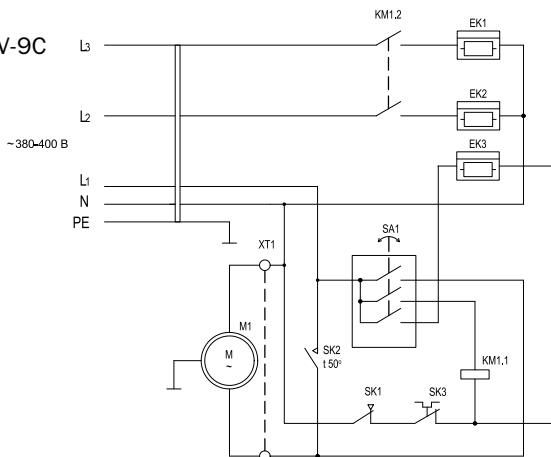 KM1.2
EK1
V-9C
L3
EK2
L2
~380-400 В
EK3
L1
N
PE
SA1
XT1
M1
M
~
SK2
t 50°
KM1.1
SK1
SK3